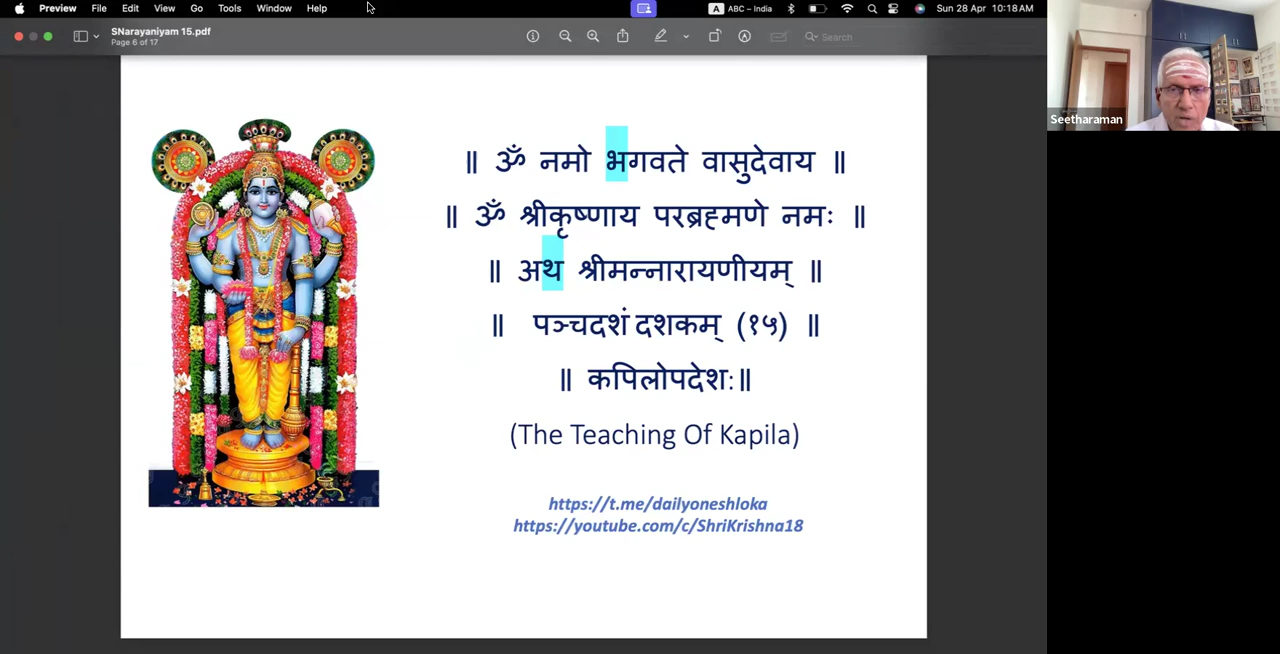 Preview File Edit View Go Tools Window Help A ABC – India Sun 28 Apr 10:18 AM
SNarayaniyam 15.pdf
Page 6 of 17
Search
Seetharaman
॥ ॐ नमो भगवते वासुदेवाय ॥
॥ ॐ श्रीकृष्णाय परब्रह्मणे नमः ॥
॥ अथ श्रीमन्नारायणीयम् ॥
॥ पञ्चदशं दशकम् (१५) ॥
॥ कपिलोपदेशः॥
(The Teaching Of Kapila)
https://t.me/dailyoneshloka
https://youtube.com/c/ShriKrishna18